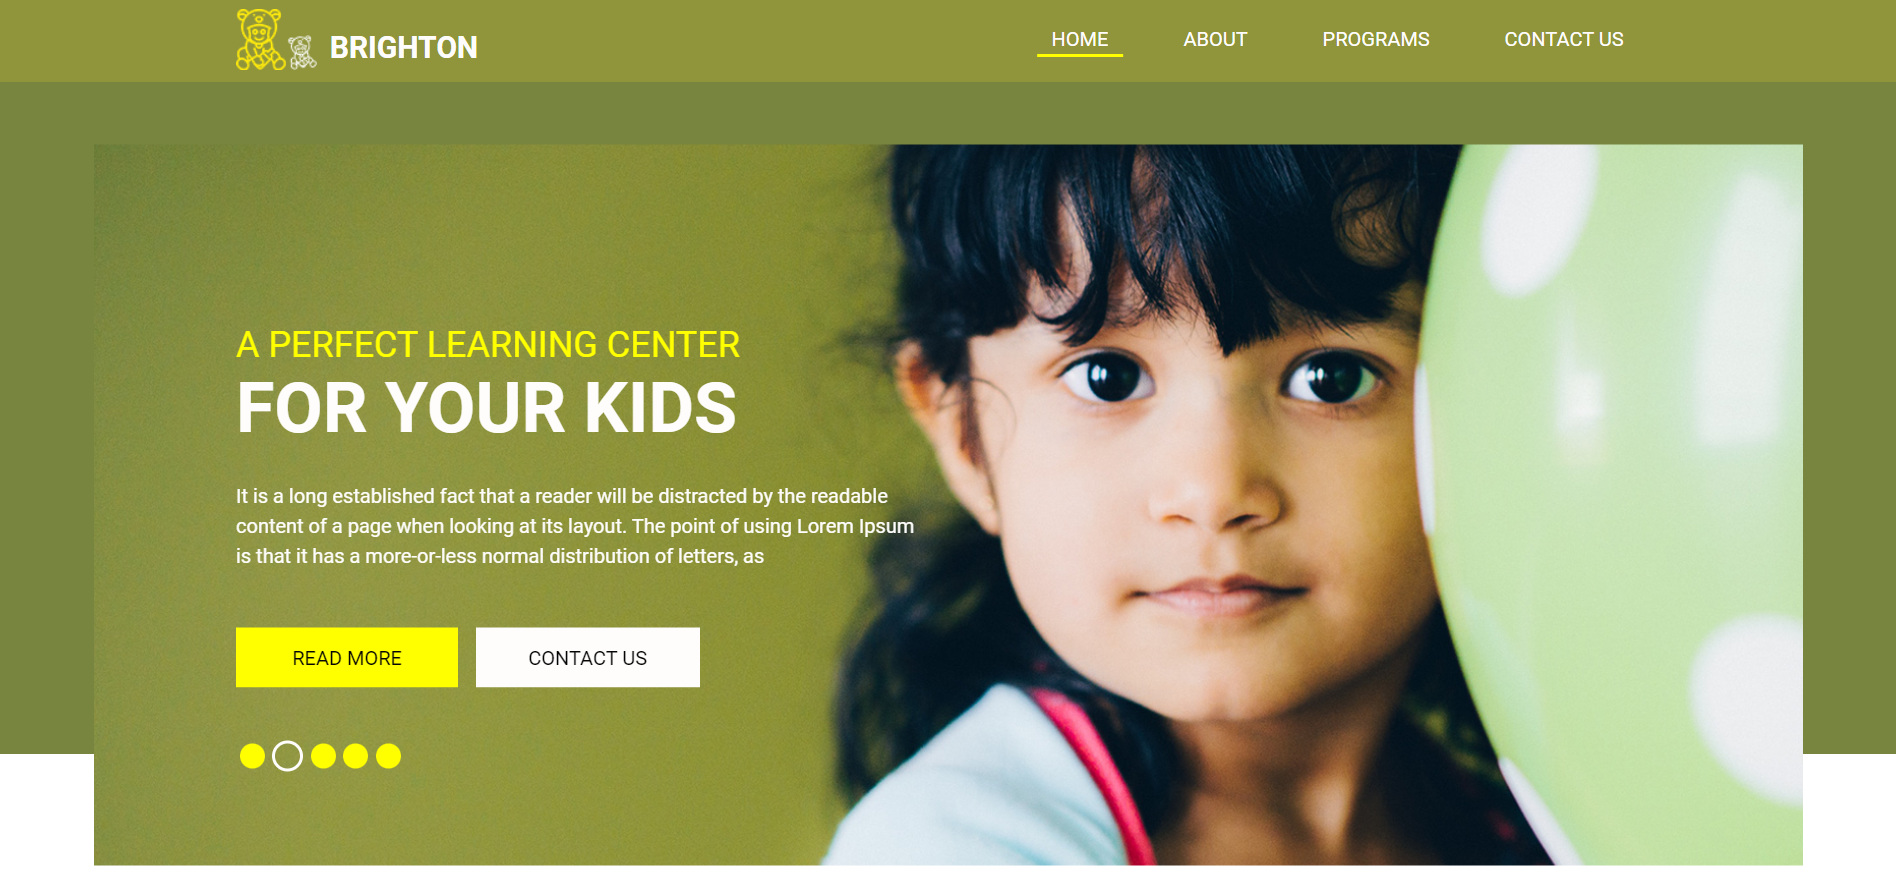 BRIGHTON
HOME
ABOUT
PROGRAMS
CONTACT US
A PERFECT LEARNING CENTER
FOR YOUR KIDS
It is a long established fact that a reader will be distracted by the readable
content of a page when looking at its layout. The point of using Lorem Ipsum
is that it has a more-or-less normal distribution of letters, as
READ MORE
CONTACT US